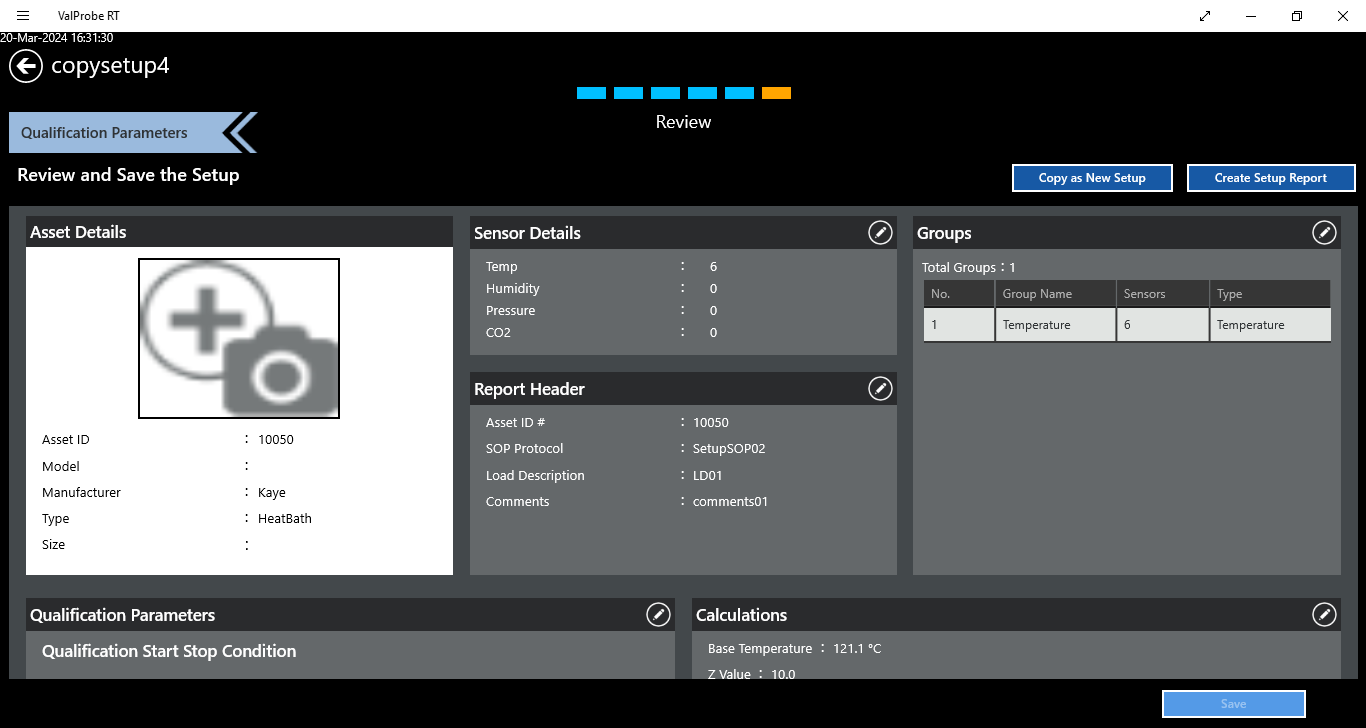 ValProbe RT
20-Mar-2024 16:31:30
copysetup4
Review
Qualification Parameters
Review and Save the Setup
Copy as New Setup
Create Setup Report
Asset Details
Asset ID : 10050
Model :
Manufacturer : Kaye
Type : HeatBath
Size :
Sensor Details
Temp : 6
Humidity : 0
Pressure : 0
CO2 : 0
Report Header
Asset ID # : 10050
SOP Protocol : SetupSOP02
Load Description : LD01
Comments : comments01
Groups
Total Groups : 1
No. Group Name Sensors Type
1 Temperature 6 Temperature
Qualification Parameters
Qualification Start Stop Condition
Calculations
Base Temperature : 121.1 °C
Z Value : 10.0
Save